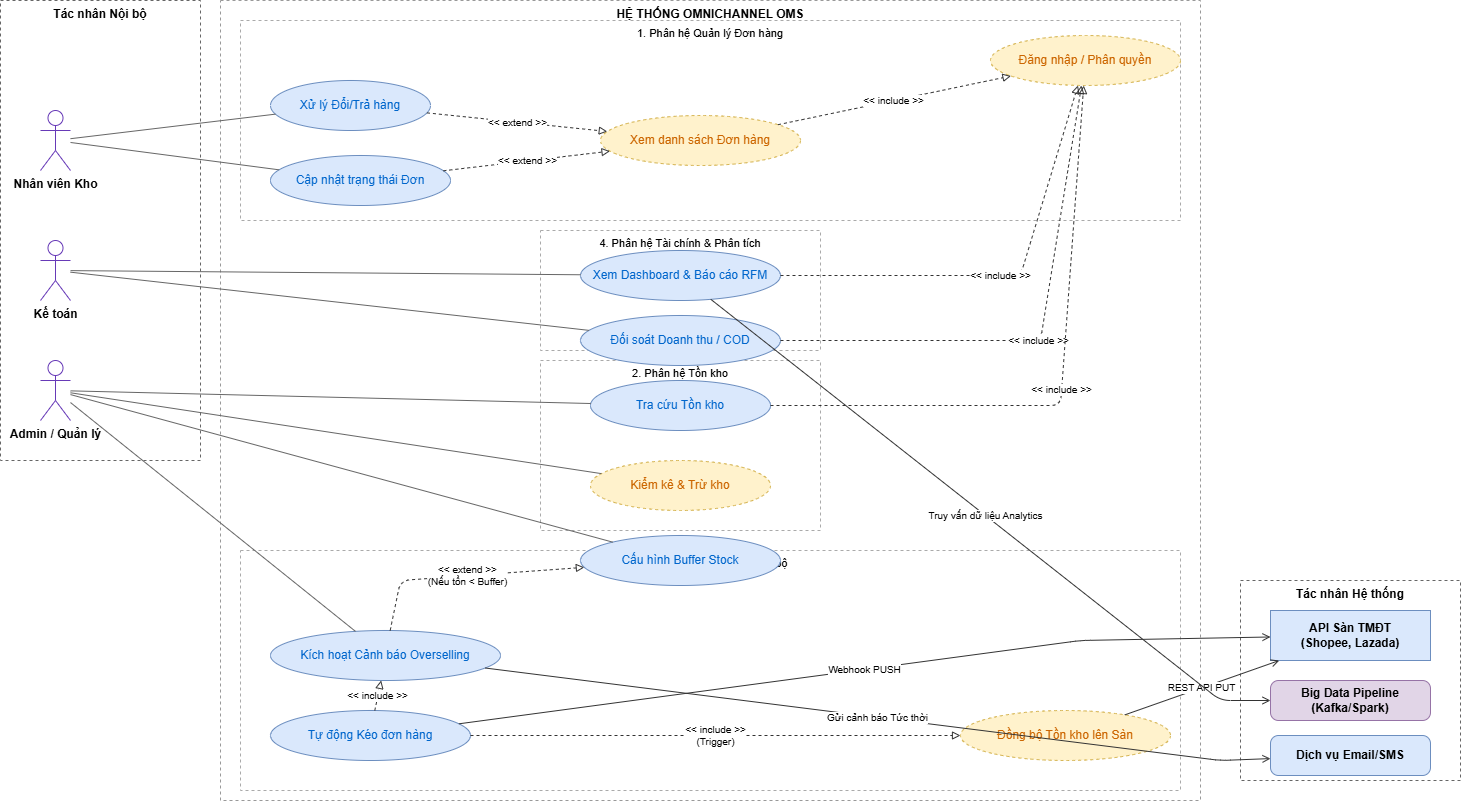 Tác nhân Nội bộ
HỆ THỐNG OMNICHANNEL OMS
1. Phân hệ Quản lý Đơn hàng
Đăng nhập / Phân quyền
Xử lý Đổi/Trả hàng
<< include >>
<< extend >>
Xem danh sách Đơn hàng
<< extend >>
Cập nhật trạng thái Đơn
Nhân viên Kho
4. Phân hệ Tài chính & Phân tích
Xem Dashboard & Báo cáo RFM
<< include >>
Kế toán
Đối soát Doanh thu / COD
<< include >>
2. Phân hệ Tồn kho
<< include >>
Tra cứu Tồn kho
Admin / Quản lý
Kiểm kê & Trừ kho
Truy vấn dữ liệu Analytics
Cấu hình Buffer Stock
bộ
<< extend >>
(Nếu tồn < Buffer)
Tác nhân Hệ thống
API Sàn TMĐT
(Shopee, Lazada)
Kích hoạt Cảnh báo Overselling
Webhook PUSH
REST API PUT
<< include >>
Big Data Pipeline
(Kafka/Spark)
Gửi cảnh báo Tức thời
Tự động Kéo đơn hàng
<< include >>
(Trigger)
Đồng bộ Tồn kho lên Sàn
Dịch vụ Email/SMS